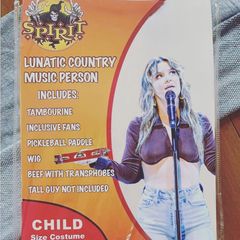 SPIRIT
LUNATIC COUNTRY
MUSIC PERSON
INCLUDES:
TAMBOURINE
INCLUSIVE FANS
PICKLEBALL PADDLE
WIG
BEEF WITH TRANSPHOBES
TALL GUY NOT INCLUDED
CHILD
Size Costume